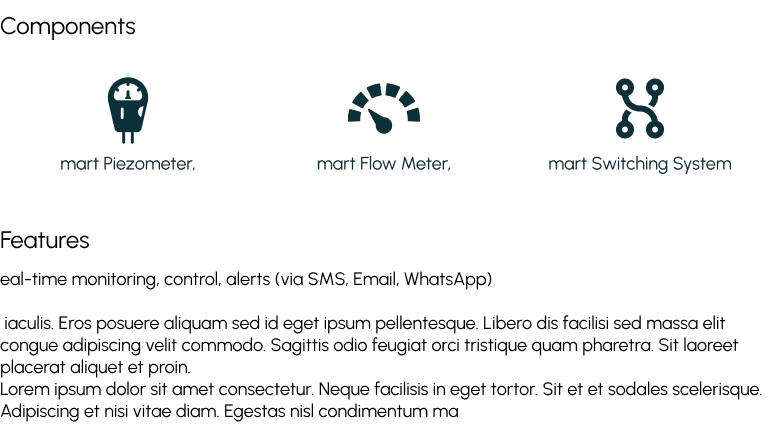 Components
mart Piezometer,
mart Flow Meter,
mart Switching System
Features
eal-time monitoring, control, alerts (via SMS, Email, WhatsApp)
iaculis. Eros posuere aliquam sed id eget ipsum pellentesque. Libero dis facilisi sed massa elit
congue adipiscing velit commodo. Sagittis odio feugiat orci tristique quam pharetra. Sit laoreet
placerat aliquet et proin.
Lorem ipsum dolor sit amet consectetur. Neque facilisis in eget tortor. Sit et et sodales scelerisque.
Adipiscing et nisi vitae diam. Egestas nisl condimentum ma